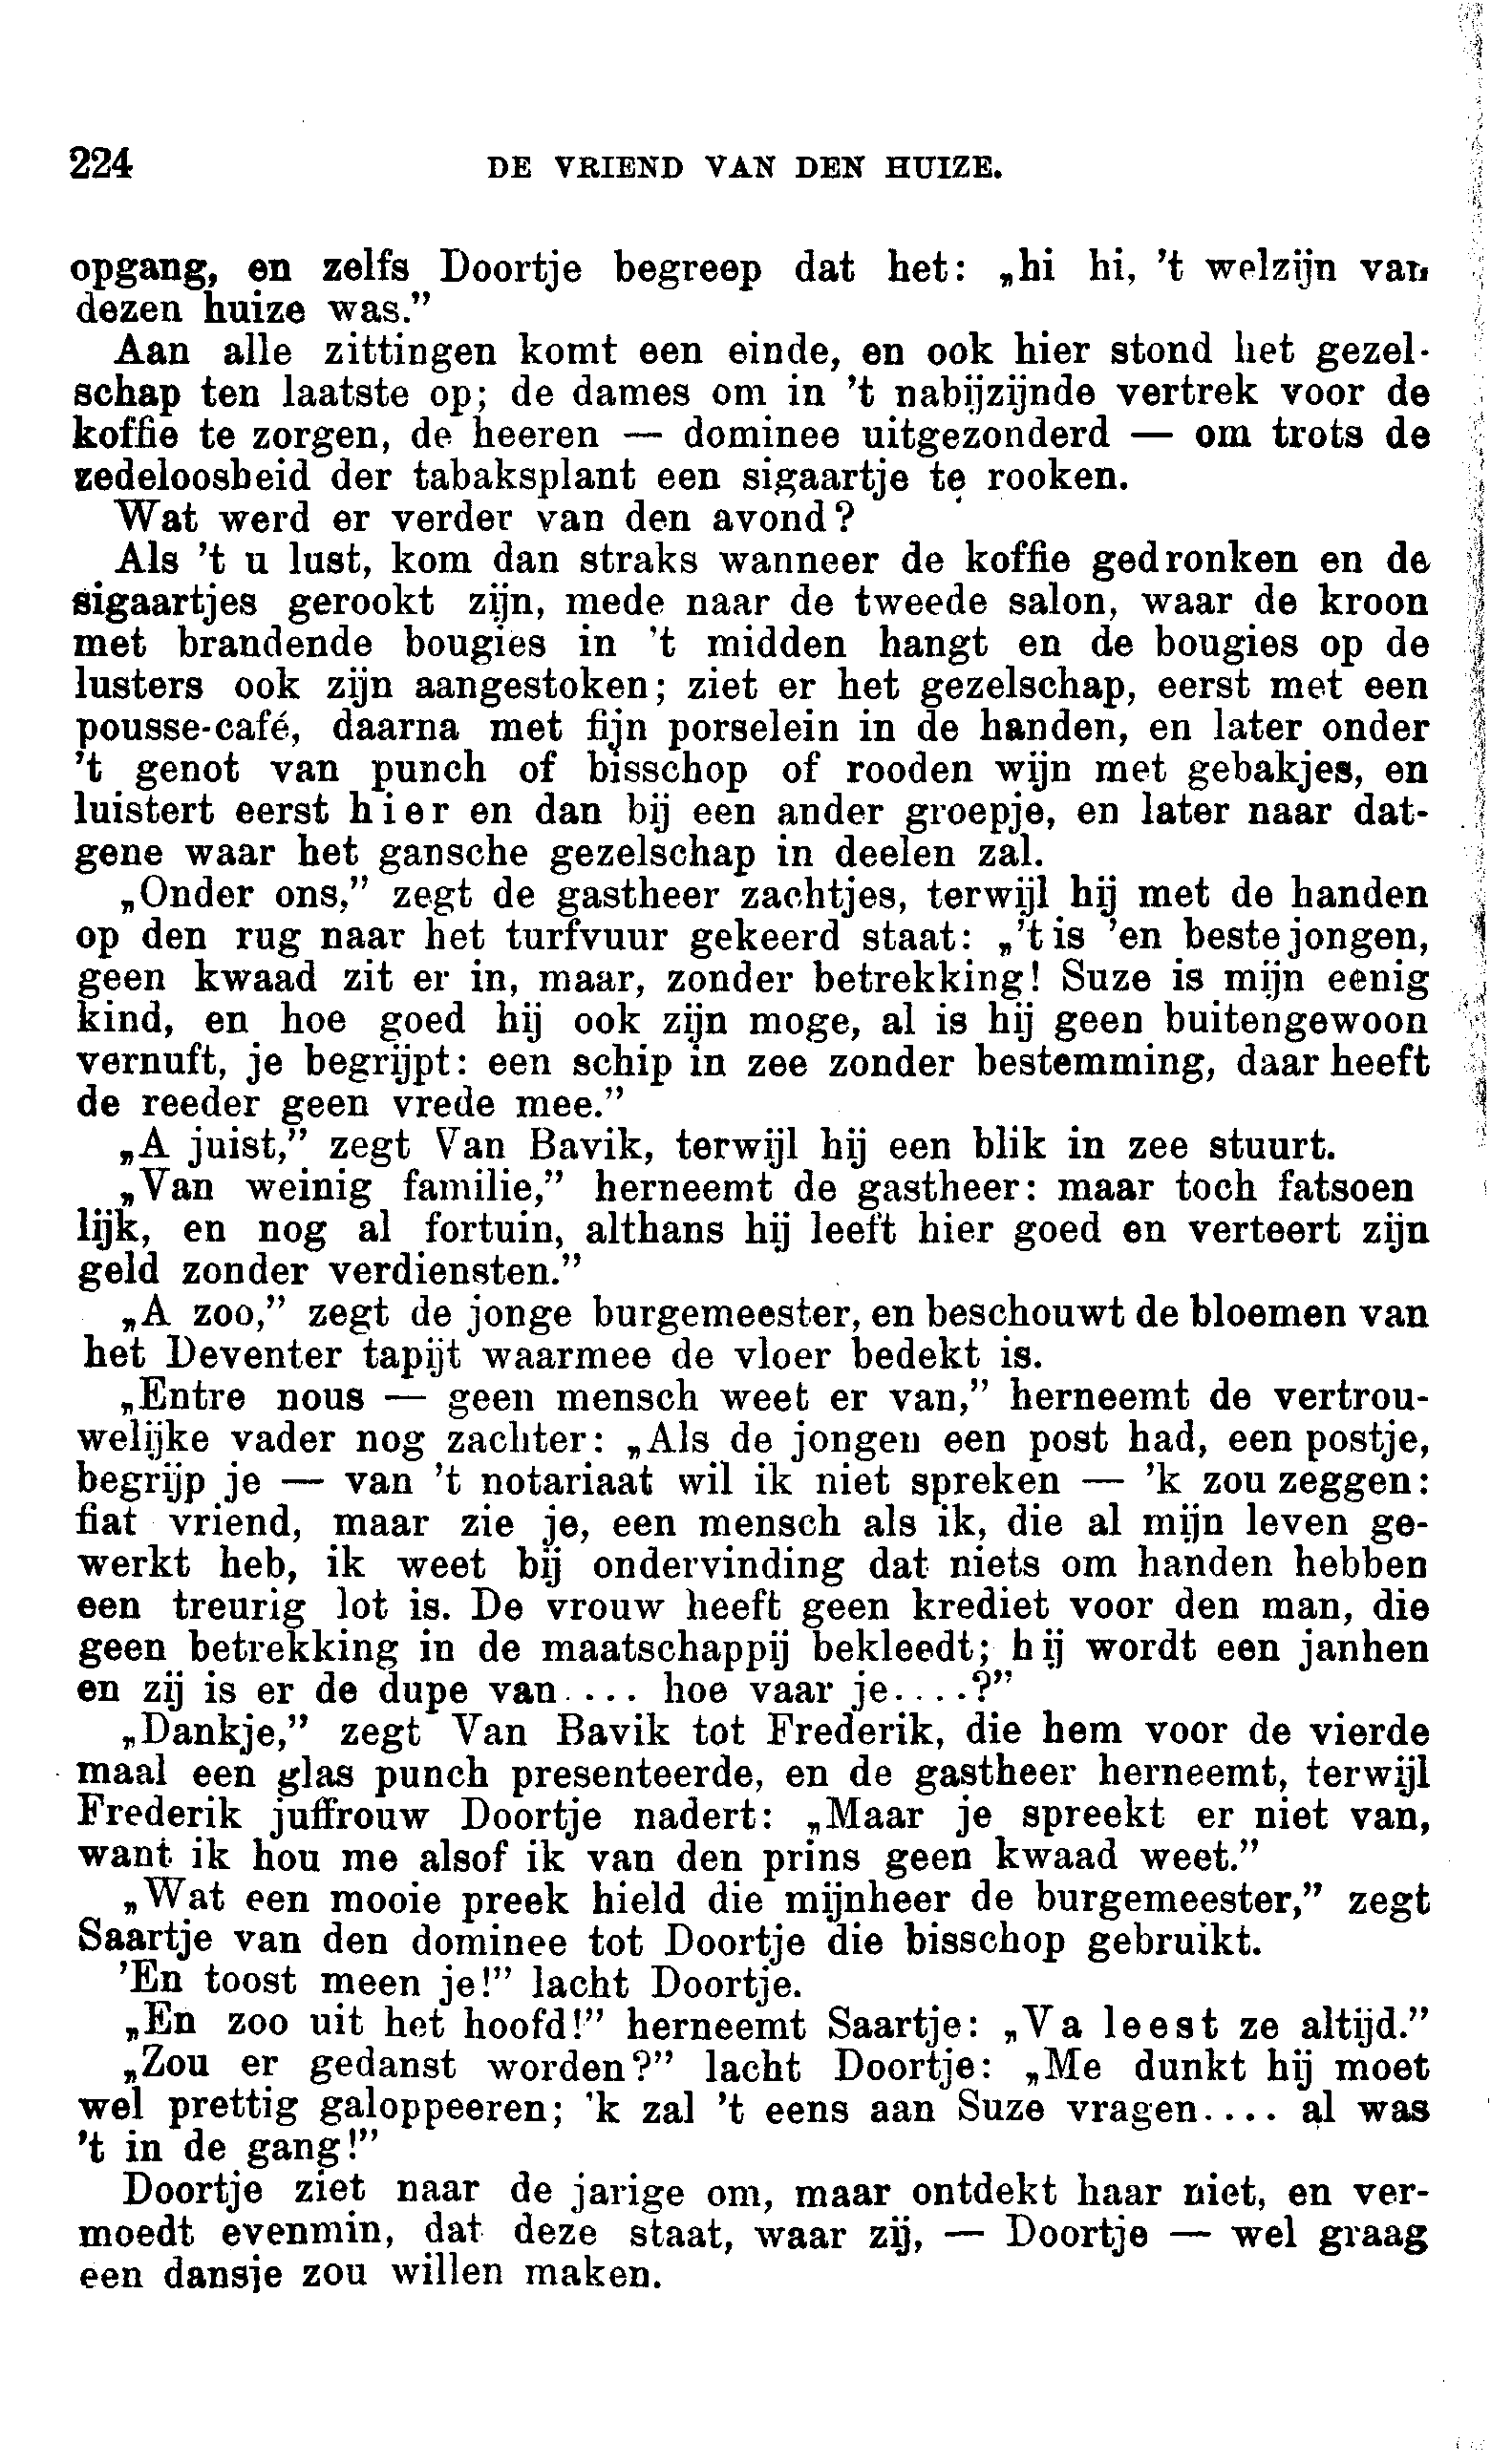 224 DE VRIEND VAN DEN HUIZE.
opgang, en zelfs Doortje begreep dat het: „hi hi, 't welzijn van
dezen huize was.”
Aan alle zittingen komt een einde, en ook hier stond het gezel-
schap ten laatste op; de dames om in 't nabijzijnde vertrek voor de
koffie te zorgen, de heeren — dominee uitgezonderd — om trots de
zedeloosheid der tabaksplant een sigaartje te rooken.
Wat werd er verder van den avond?
Als 't u lust, kom dan straks wanneer de koffie gedronken en de
sigaartjes gerookt zijn, mede naar de tweede salon, waar de kroon
met brandende bougies in 't midden hangt en de bougies op de
lusters ook zijn aangestoken; ziet er het gezelschap, eerst met een
pousse-café, daarna met fijn porselein in de handen, en later onder
't genot van punch of bisschop of rooden wijn met gebakjes, en
luistert eerst hier en dan bij een ander groepje, en later naar dat-
gene waar het gansche gezelschap in deelen zal.
„Onder ons,” zegt de gastheer zachtjes, terwijl hij met de handen
op den rug naar het turfvuur gekeerd staat: „'t is 'en beste jongen,
geen kwaad zit er in, maar, zonder betrekking! Suze is mijn eenig
kind, en hoe goed hij ook zijn moge, al is hij geen buitengewoon
vernuft, je begrijpt: een schip in zee zonder bestemming, daar heeft
de reeder geen vrede mee.”
„A juist,” zegt Van Bavik, terwijl hij een blik in zee stuurt.
„Van weinig familie,” herneemt de gastheer: maar toch fatsoen
lijk, en nog al fortuin, althans hij leeft hier goed en verteert zijn
geld zonder verdiensten.”
„A zoo,” zegt de jonge burgemeester, en beschouwt de bloemen van
het Deventer tapijt waarmee de vloer bedekt is.
„Entre nous — geen mensch weet er van,” herneemt de vertrou-
welijke vader nog zachter: „Als de jongen een post had, een postje,
begrijp je — van 't notariaat wil ik niet spreken — 'k zou zeggen:
fiat vriend, maar zie je, een mensch als ik, die al mijn leven ge-
werkt heb, ik weet bij ondervinding dat niets om handen hebben
een treurig lot is. De vrouw heeft geen krediet voor den man, die
geen betrekking in de maatschappij bekleedt; hij wordt een janhen
en zij is er de dupe van.... hoe vaar je....?”
„Dankje,” zegt Van Bavik tot Frederik, die hem voor de vierde
maal een glas punch presenteerde, en de gastheer herneemt, terwijl
Frederik juffrouw Doortje nadert: „Maar je spreekt er niet van,
want ik hou me alsof ik van den prins geen kwaad weet.”
„Wat een mooie preek hield die mijnheer de burgemeester,” zegt
Saartje van den dominee tot Doortje die bisschop gebruikt.
'En toost meen je!” lacht Doortje.
„En zoo uit het hoofd!” herneemt Saartje: „Va leest ze altijd.”
„Zou er gedanst worden?” lacht Doortje: „Me dunkt hij moet
wel prettig galoppeeren; 'k zal 't eens aan Suze vragen.... al was
't in de gang!”
Doortje ziet naar de jarige om, maar ontdekt haar niet, en ver-
moedt evenmin, dat deze staat, waar zij, — Doortje — wel graag
een dansje zou willen maken.